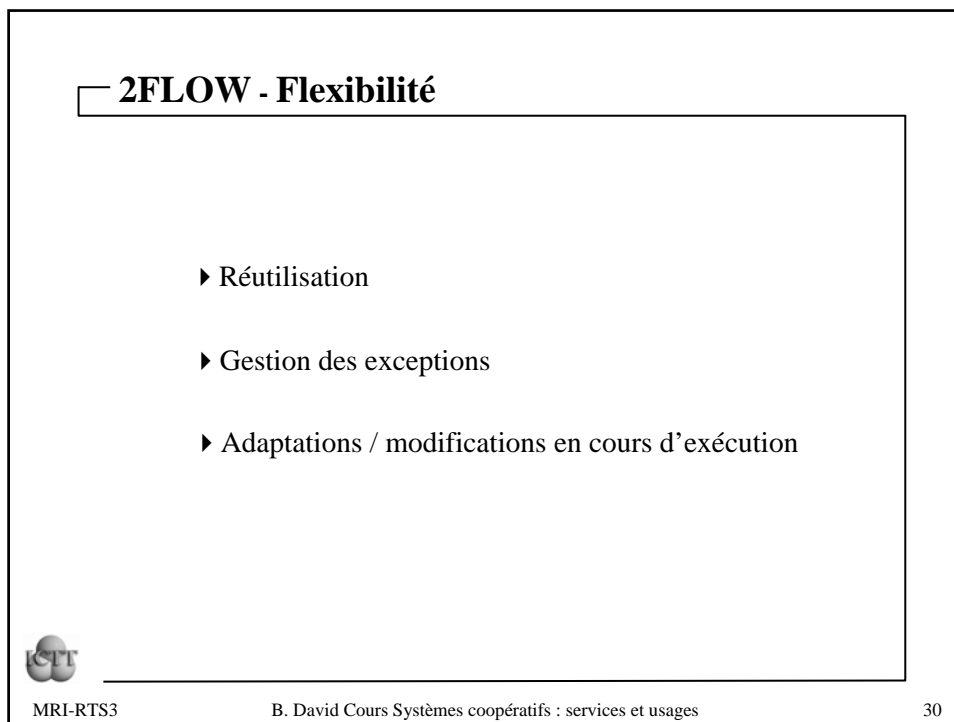 2FLOW - Flexibilité
Réutilisation
Gestion des exceptions
Adaptations / modifications en cours d'exécution
ICTT
MRI-RTS3 B. David Cours Systèmes coopératifs : services et usages 30